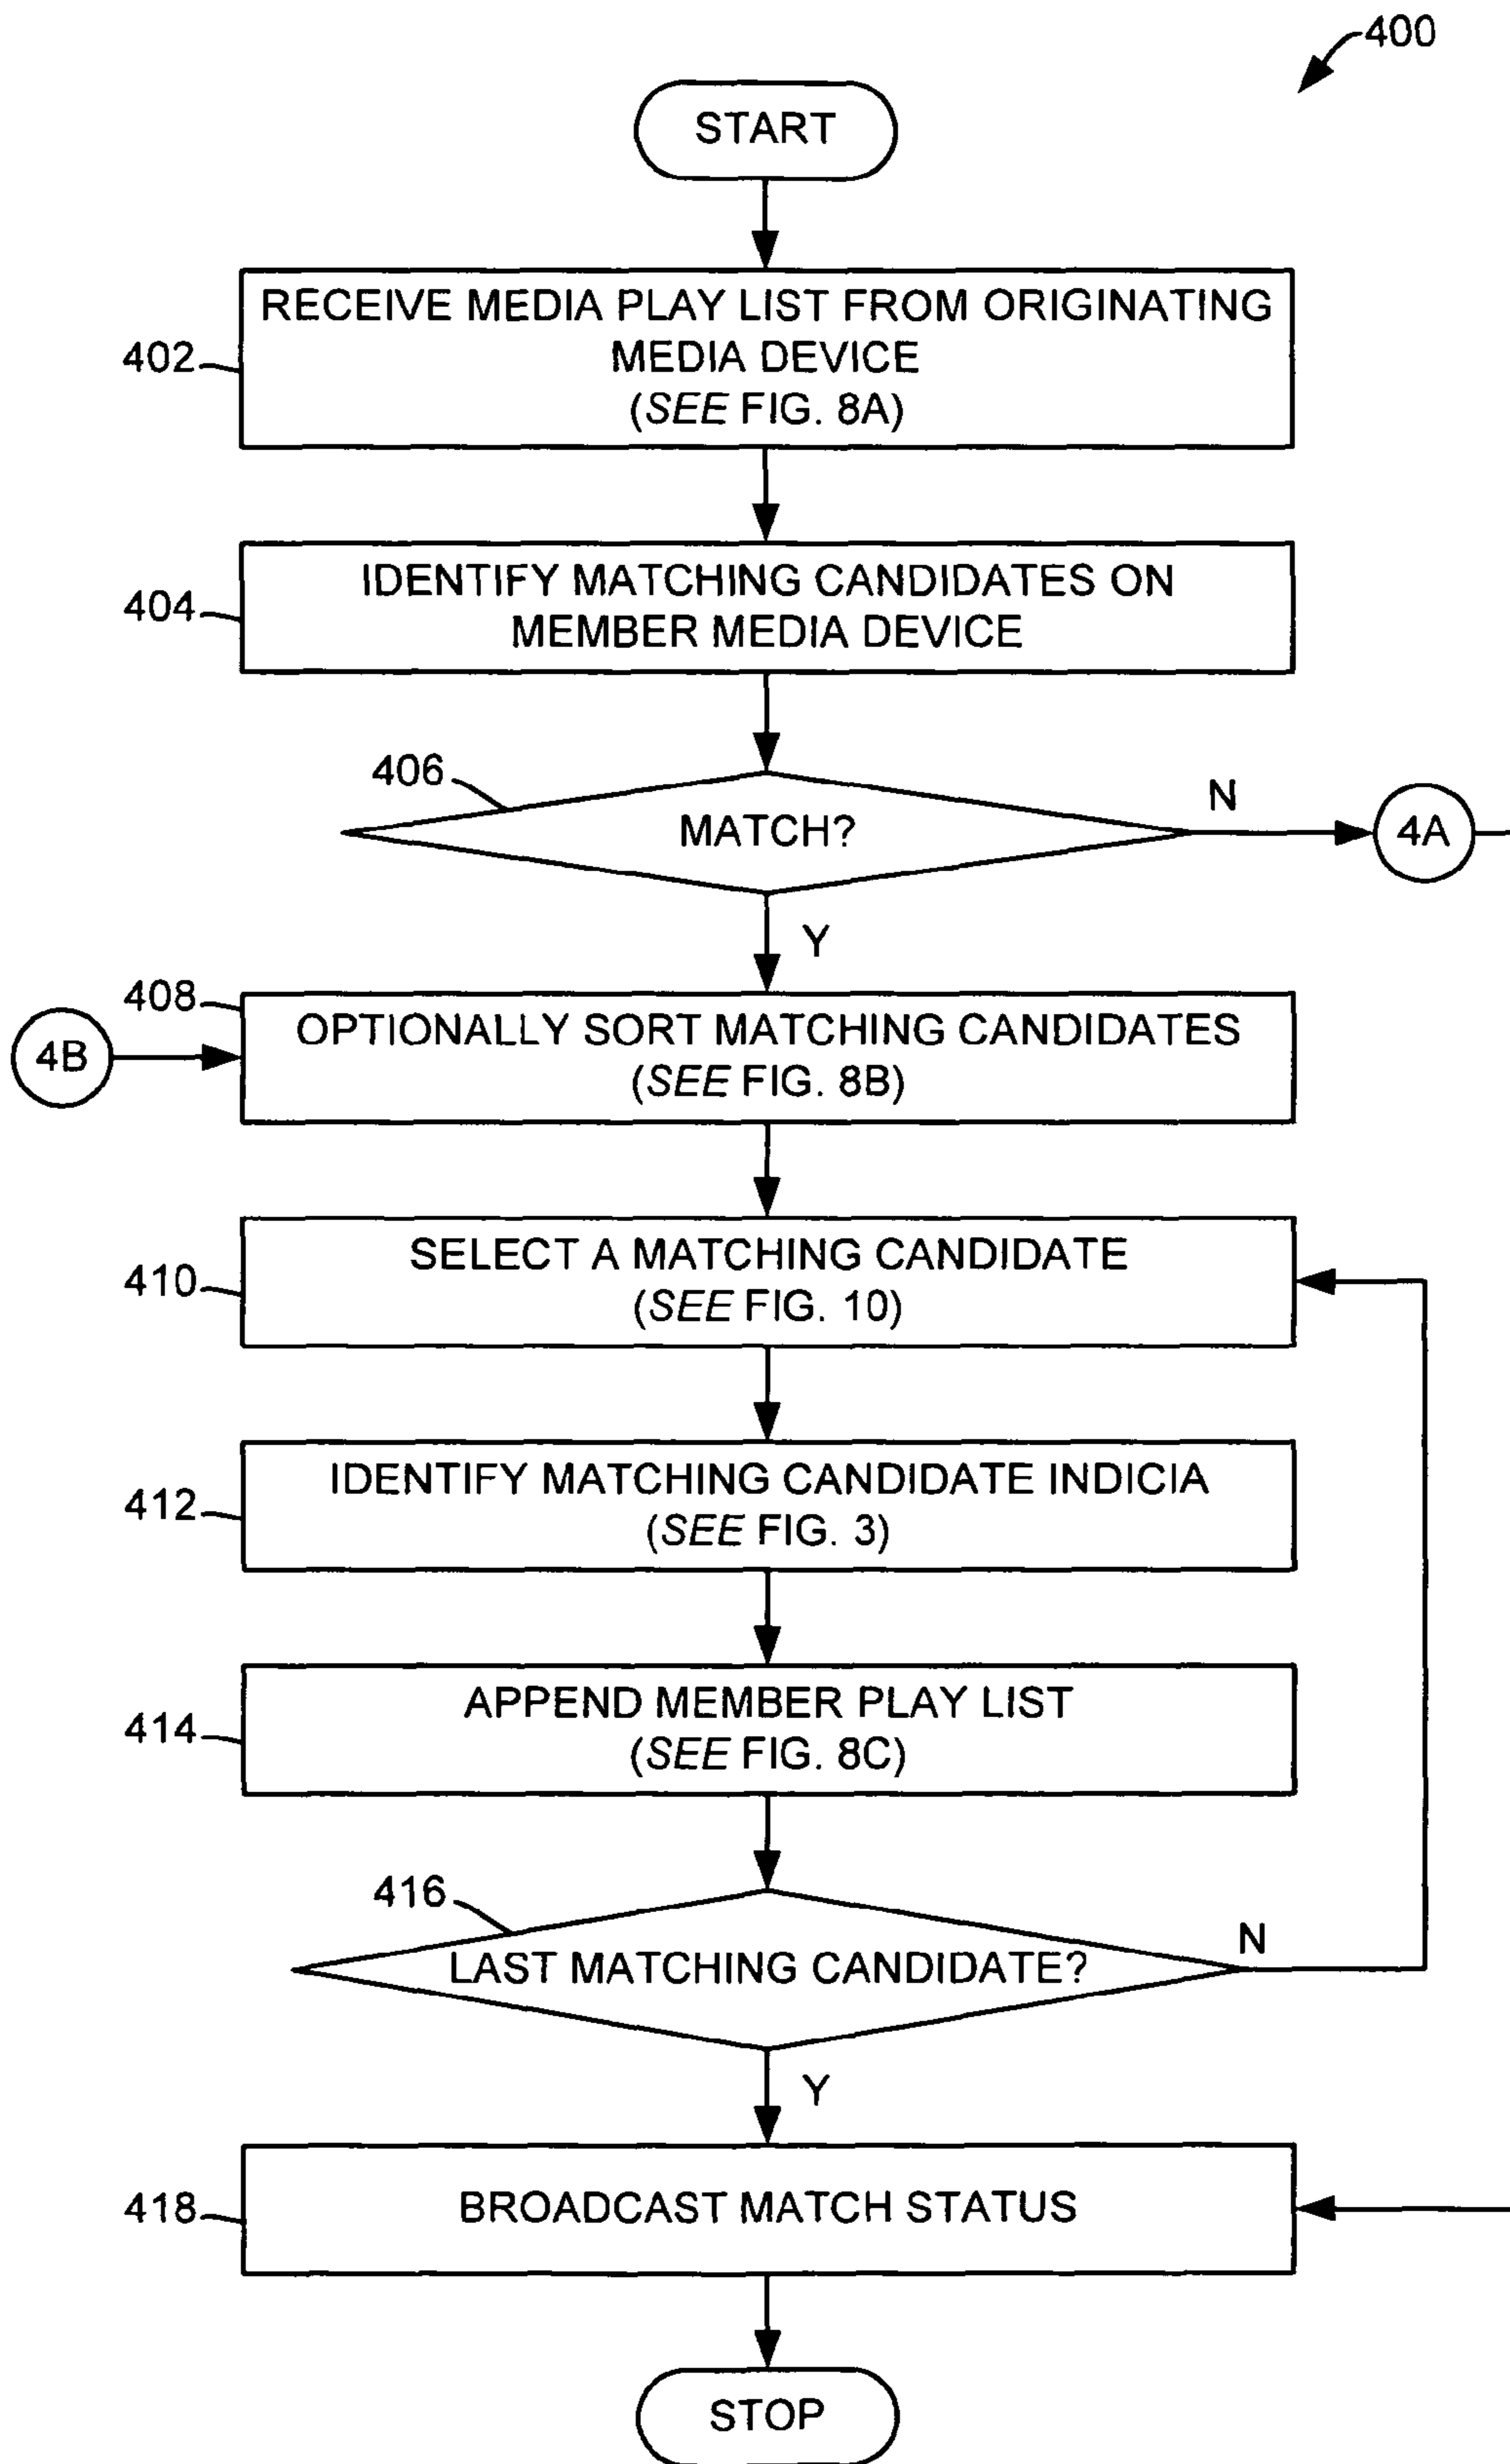 400
START
RECEIVE MEDIA PLAY LIST FROM ORIGINATING
MEDIA DEVICE
(SEE FIG. 8A)
402
IDENTIFY MATCHING CANDIDATES ON
MEMBER MEDIA DEVICE
404
406
MATCH?
N
4A
Y
408
4B
OPTIONALLY SORT MATCHING CANDIDATES
(SEE FIG. 8B)
SELECT A MATCHING CANDIDATE
(SEE FIG. 10)
410
IDENTIFY MATCHING CANDIDATE INDICIA
(SEE FIG. 3)
412
APPEND MEMBER PLAY LIST
(SEE FIG. 8C)
414
416
LAST MATCHING CANDIDATE?
N
Y
BROADCAST MATCH STATUS
418
STOP